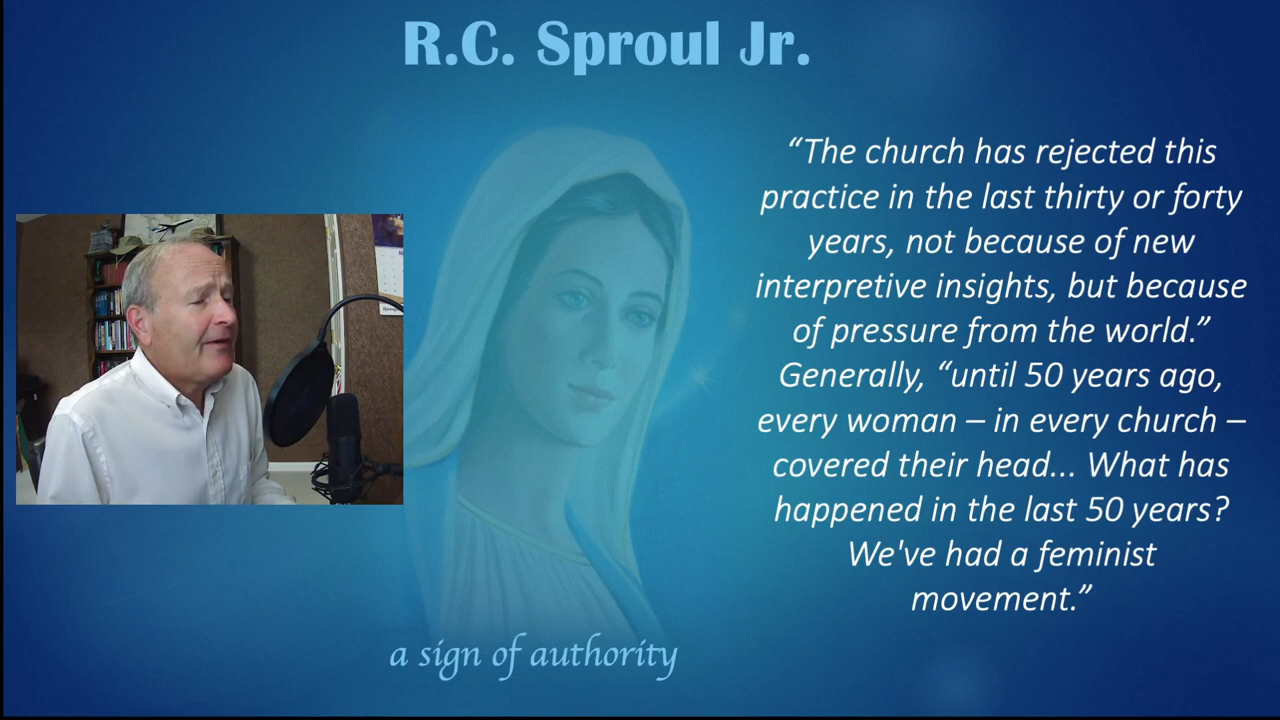 R.C. Sproul Jr.
“The church has rejected this
practice in the last thirty or forty
years, not because of new
interpretive insights, but because
of pressure from the world.”
Generally, “until 50 years ago,
every woman – in every church –
covered their head... What has
happened in the last 50 years?
We've had a feminist
movement.”
a sign of authority